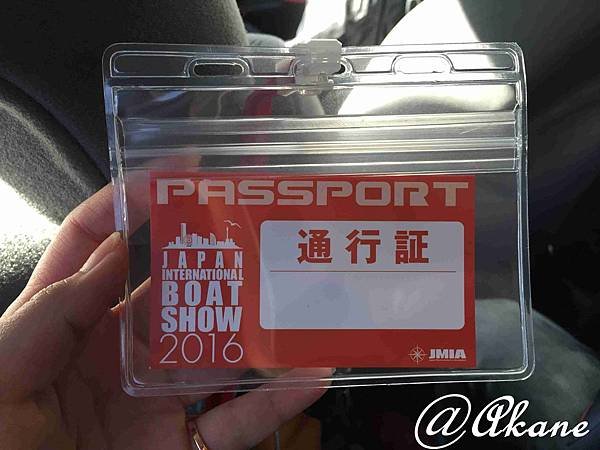 PASSPORT
JAPAN
INTERNATIONAL
BOAT
SHOW
2016
通行証
JMIA
@Akane